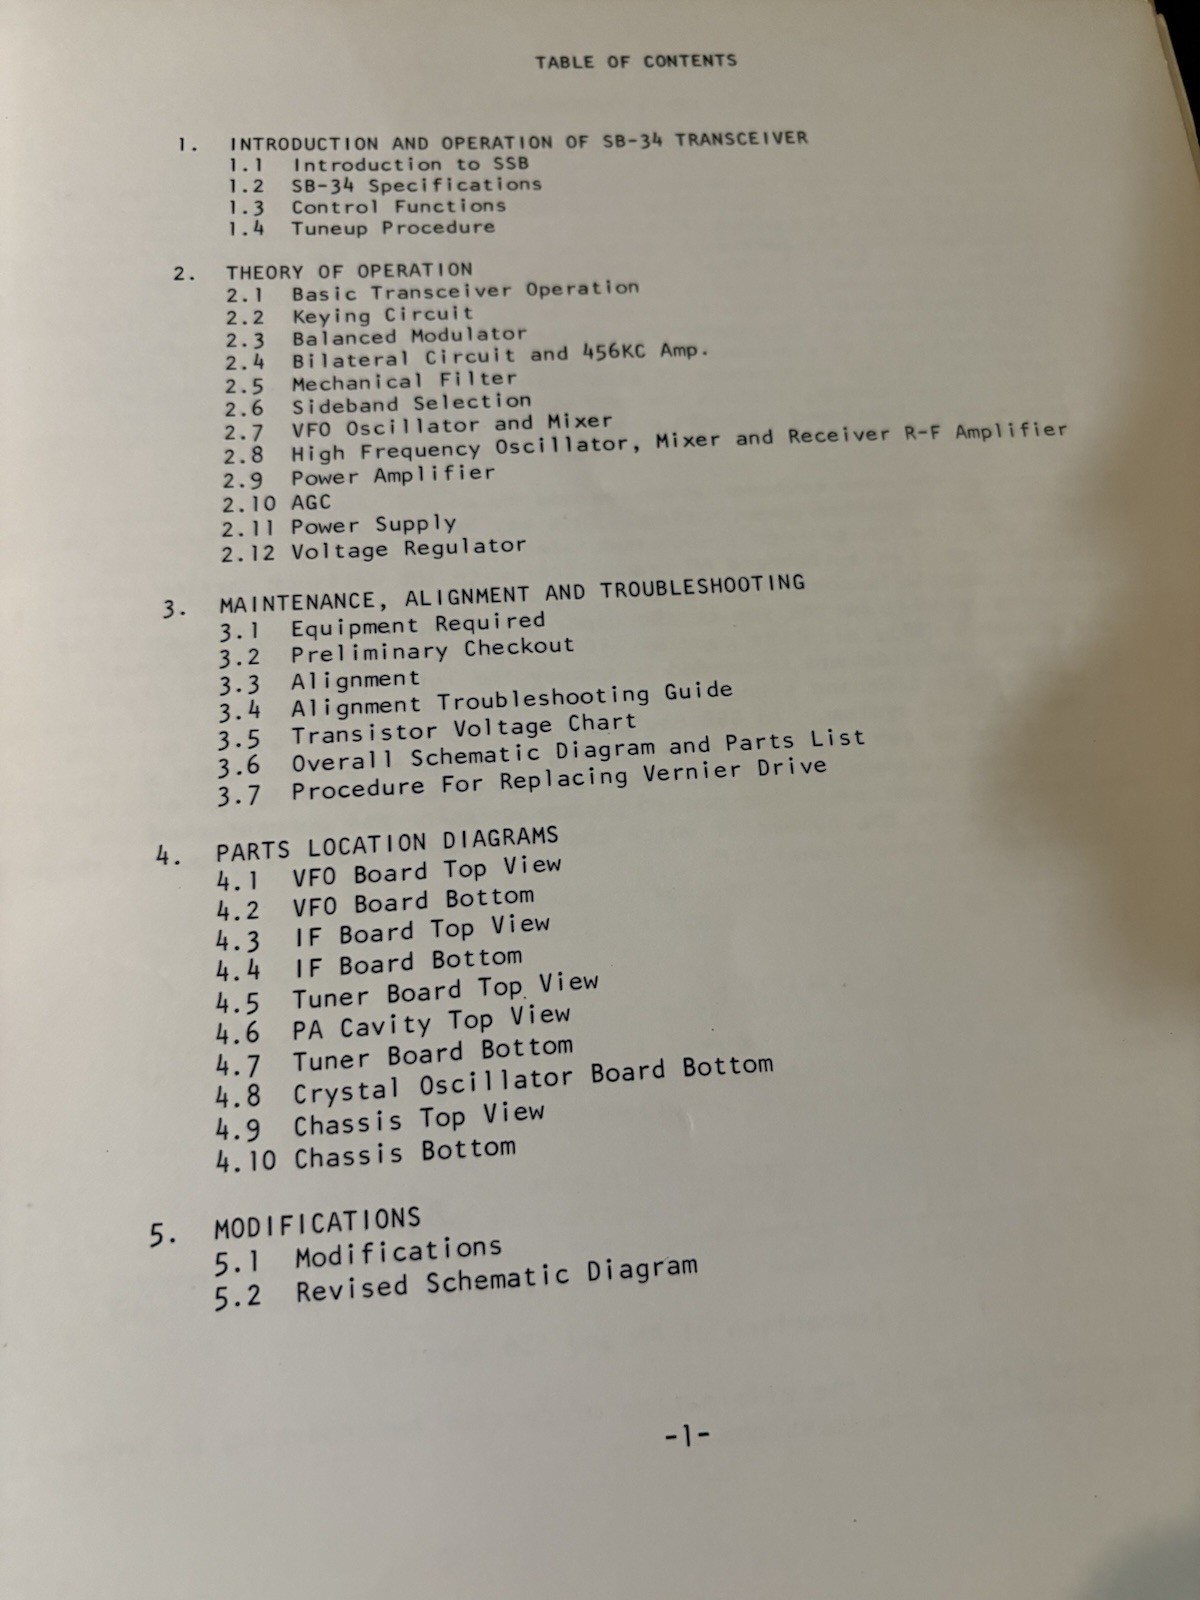 TABLE OF CONTENTS
1. INTRODUCTION AND OPERATION OF SB-34 TRANSCEIVER
1.1 Introduction to SSB
1.2 SB-34 Specifications
1.3 Control Functions
1.4 Tuneup Procedure
2. THEORY OF OPERATION
2.1 Basic Transceiver Operation
2.2 Keying Circuit
2.3 Balanced Modulator
2.4 Bilateral Circuit and 456KC Amp.
2.5 Mechanical Filter
2.6 Sideband Selection
2.7 VFO Oscillator and Mixer
2.8 High Frequency Oscillator, Mixer and Receiver R-F Amplifier
2.9 Power Amplifier
2.10 AGC
2.11 Power Supply
2.12 Voltage Regulator
3. MAINTENANCE, ALIGNMENT AND TROUBLESHOOTING
3.1 Equipment Required
3.2 Preliminary Checkout
3.3 Alignment
3.4 Alignment Troubleshooting Guide
3.5 Transistor Voltage Chart
3.6 Overall Schematic Diagram and Parts List
3.7 Procedure For Replacing Vernier Drive
4. PARTS LOCATION DIAGRAMS
4.1 VFO Board Top View
4.2 VFO Board Bottom
4.3 IF Board Top View
4.4 IF Board Bottom
4.5 Tuner Board Top View
4.6 PA Cavity Top View
4.7 Tuner Board Bottom
4.8 Crystal Oscillator Board Bottom
4.9 Chassis Top View
4.10 Chassis Bottom
5. MODIFICATIONS
5.1 Modifications
5.2 Revised Schematic Diagram
-1-